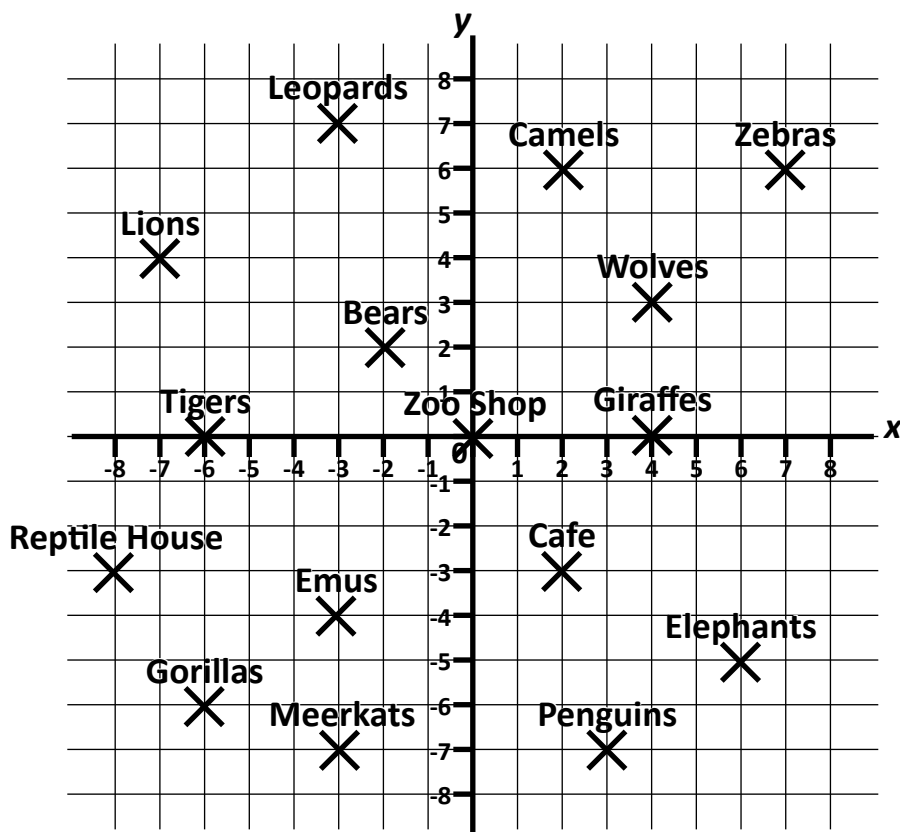 y
8
Leopards
7
Camels
Zebras
6
5
Lions
4
Wolves
3
Bears
2
1
Tigers
Zoo Shop
Giraffes
x
0
-8 -7 -6 -5 -4 -3 -2 -1 1 2 3 4 5 6 7 8
-1
-2
Reptile House
Cafe
-3
Emus
-4
Elephants
-5
Gorillas
-6
Meerkats
Penguins
-7
-8